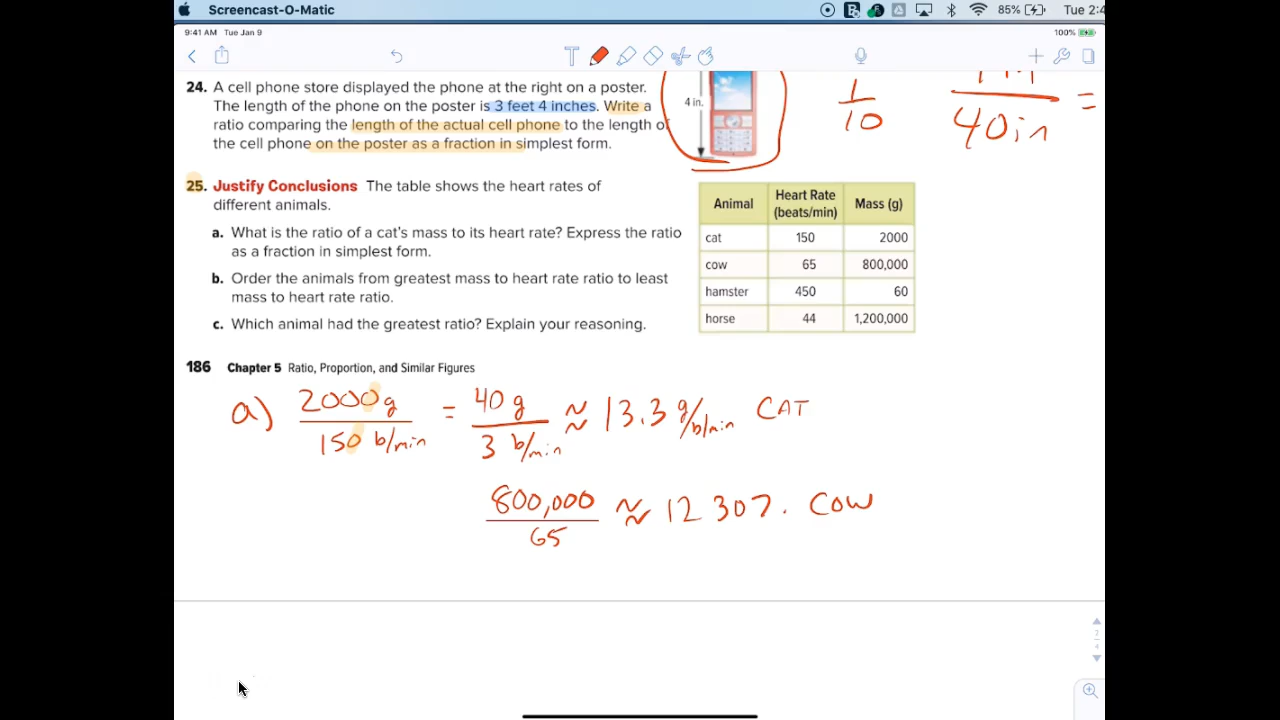 Screencast-O-Matic
85%
Tue 2:4
9:41 AM Tue Jan 9
100%
T
24. A cell phone store displayed the phone at the right on a poster.
The length of the phone on the poster is 3 feet 4 inches. Write a
ratio comparing the length of the actual cell phone to the length of
the cell phone on the poster as a fraction in simplest form.
4 in.
1/10
40in =
25. Justify Conclusions The table shows the heart rates of
different animals.
a. What is the ratio of a cat's mass to its heart rate? Express the ratio
as a fraction in simplest form.
b. Order the animals from greatest mass to heart rate ratio to least
mass to heart rate ratio.
c. Which animal had the greatest ratio? Explain your reasoning.
Animal Heart Rate (beats/min) Mass (g)
cat 150 2000
cow 65 800,000
hamster 450 60
horse 44 1,200,000
186 Chapter 5 Ratio, Proportion, and Similar Figures
a) 2000g / 150 b/min = 40 g / 3 b/min ≈ 13.3 g/b/min CAT
800,000 / 65 ≈ 12 307. COW
7
4